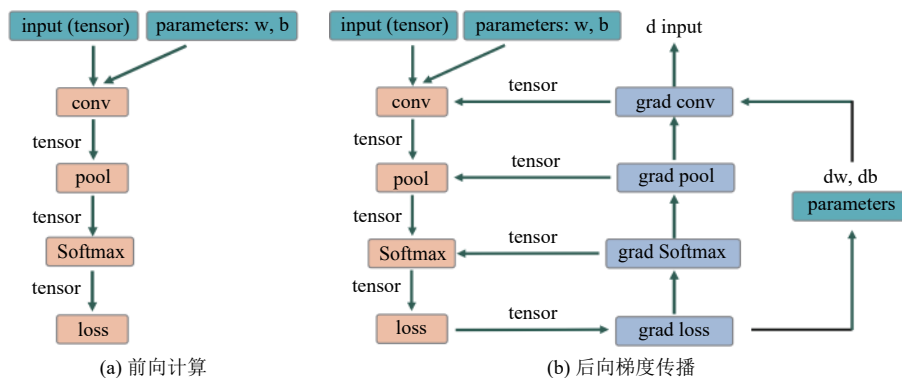 input (tensor)
parameters: w, b
conv
tensor
pool
tensor
Softmax
tensor
loss
(a) 前向计算
input (tensor)
parameters: w, b
d input
tensor
conv
grad conv
tensor
tensor
pool
grad pool
dw, db
parameters
tensor
tensor
Softmax
grad Softmax
tensor
tensor
loss
grad loss
(b) 后向梯度传播